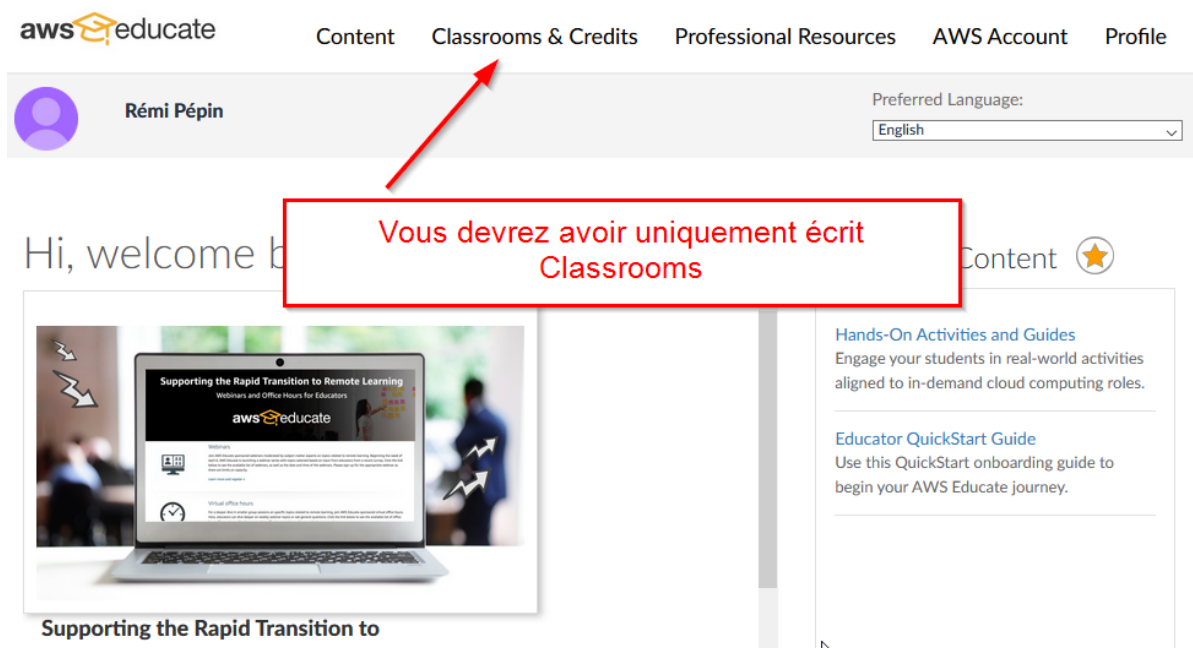 aws educate
Content Classrooms & Credits Professional Resources AWS Account Profile
Rémi Pépin
Preferred Language:
English
Vous devrez avoir uniquement écrit
Classrooms
Hi, welcome
Content
Supporting the Rapid Transition to Remote Learning
Webinars and Office Hours for Educators
aws educate
Webinars
Learn more and register »
Virtual office hours
Supporting the Rapid Transition to
Hands-On Activities and Guides
Engage your students in real-world activities
aligned to in-demand cloud computing roles.
Educator QuickStart Guide
Use this QuickStart onboarding guide to
begin your AWS Educate journey.